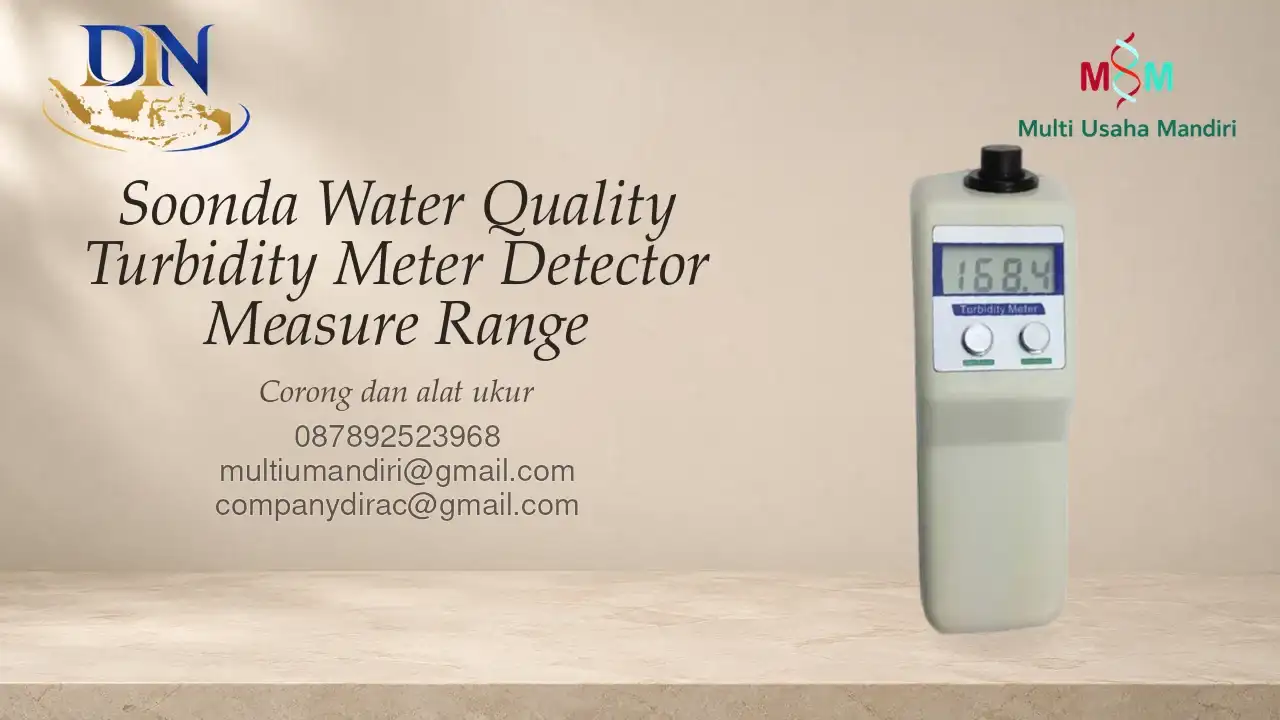 DN
M M
Multi Usaha Mandiri
Soonda Water Quality
Turbidity Meter Detector
Measure Range
Corong dan alat ukur
087892523968
multiumandiri@gmail.com
companydirac@gmail.com
168.4
Turbidity Meter